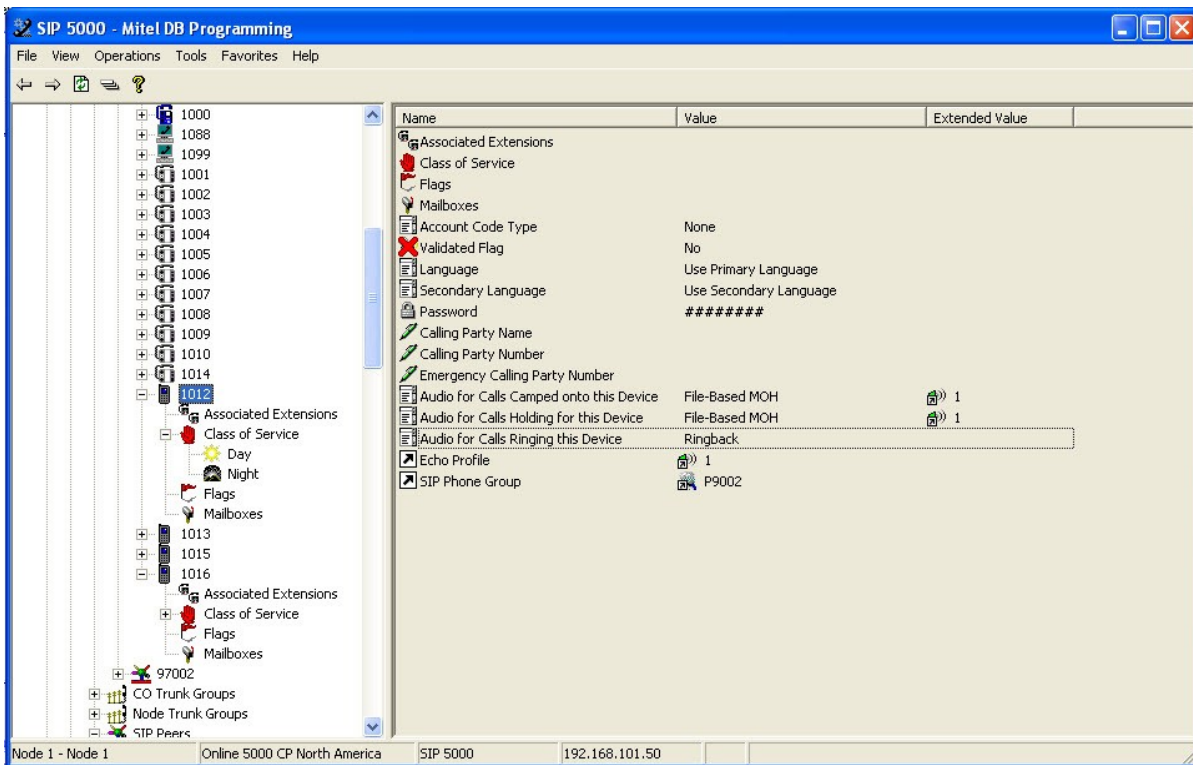 SIP 5000 - Mitel DB Programming
File View Operations Tools Favorites Help
1000
1088
1099
1001
1002
1003
1004
1005
1006
1007
1008
1009
1010
1014
1012
Associated Extensions
Class of Service
Day
Night
Flags
Mailboxes
1013
1015
1016
Associated Extensions
Class of Service
Flags
Mailboxes
97002
CO Trunk Groups
Node Trunk Groups
SIP Peers
Name Value Extended Value
Associated Extensions
Class of Service
Flags
Mailboxes
Account Code Type None
Validated Flag No
Language Use Primary Language
Secondary Language Use Secondary Language
Password ########
Calling Party Name
Calling Party Number
Emergency Calling Party Number
Audio for Calls Camped onto this Device File-Based MOH 1
Audio for Calls Holding for this Device File-Based MOH 1
Audio for Calls Ringing this Device Ringback
Echo Profile 1
SIP Phone Group P9002
Node 1 - Node 1 Online 5000 CP North America SIP 5000 192.168.101.50